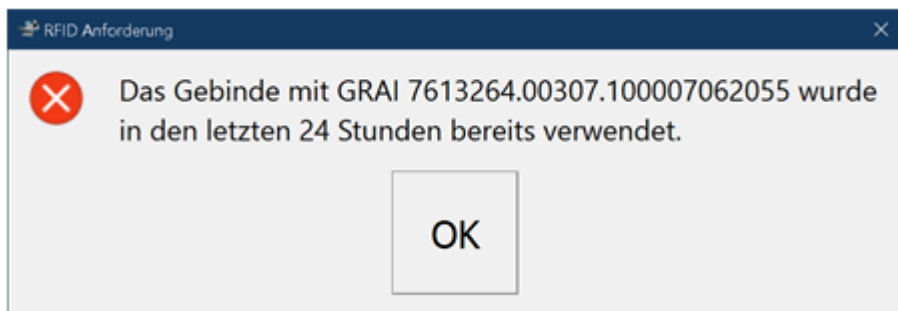 RFID Anforderung
Das Gebinde mit GRAI 7613264.00307.100007062055 wurde
in den letzten 24 Stunden bereits verwendet.
OK